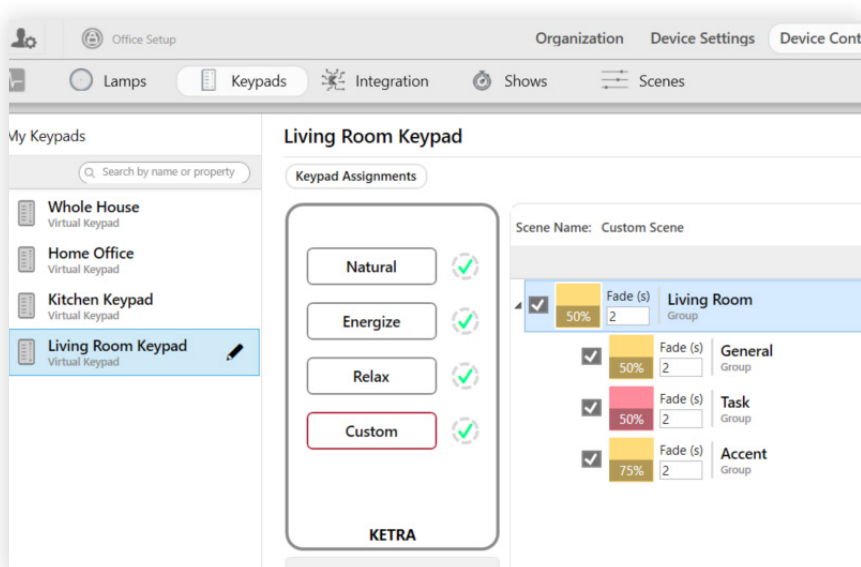 Office Setup
Organization Device Settings Device Cont
Lamps Keypads Integration Shows Scenes
My Keypads
Search by name or property
Whole House
Virtual Keypad
Home Office
Virtual Keypad
Kitchen Keypad
Virtual Keypad
Living Room Keypad
Virtual Keypad
Living Room Keypad
Keypad Assignments
Natural
Energize
Relax
Custom
KETRA
Scene Name: Custom Scene
50% Fade (s) 2 Living Room
Group
50% Fade (s) 2 General
Group
50% Fade (s) 2 Task
Group
75% Fade (s) 2 Accent
Group